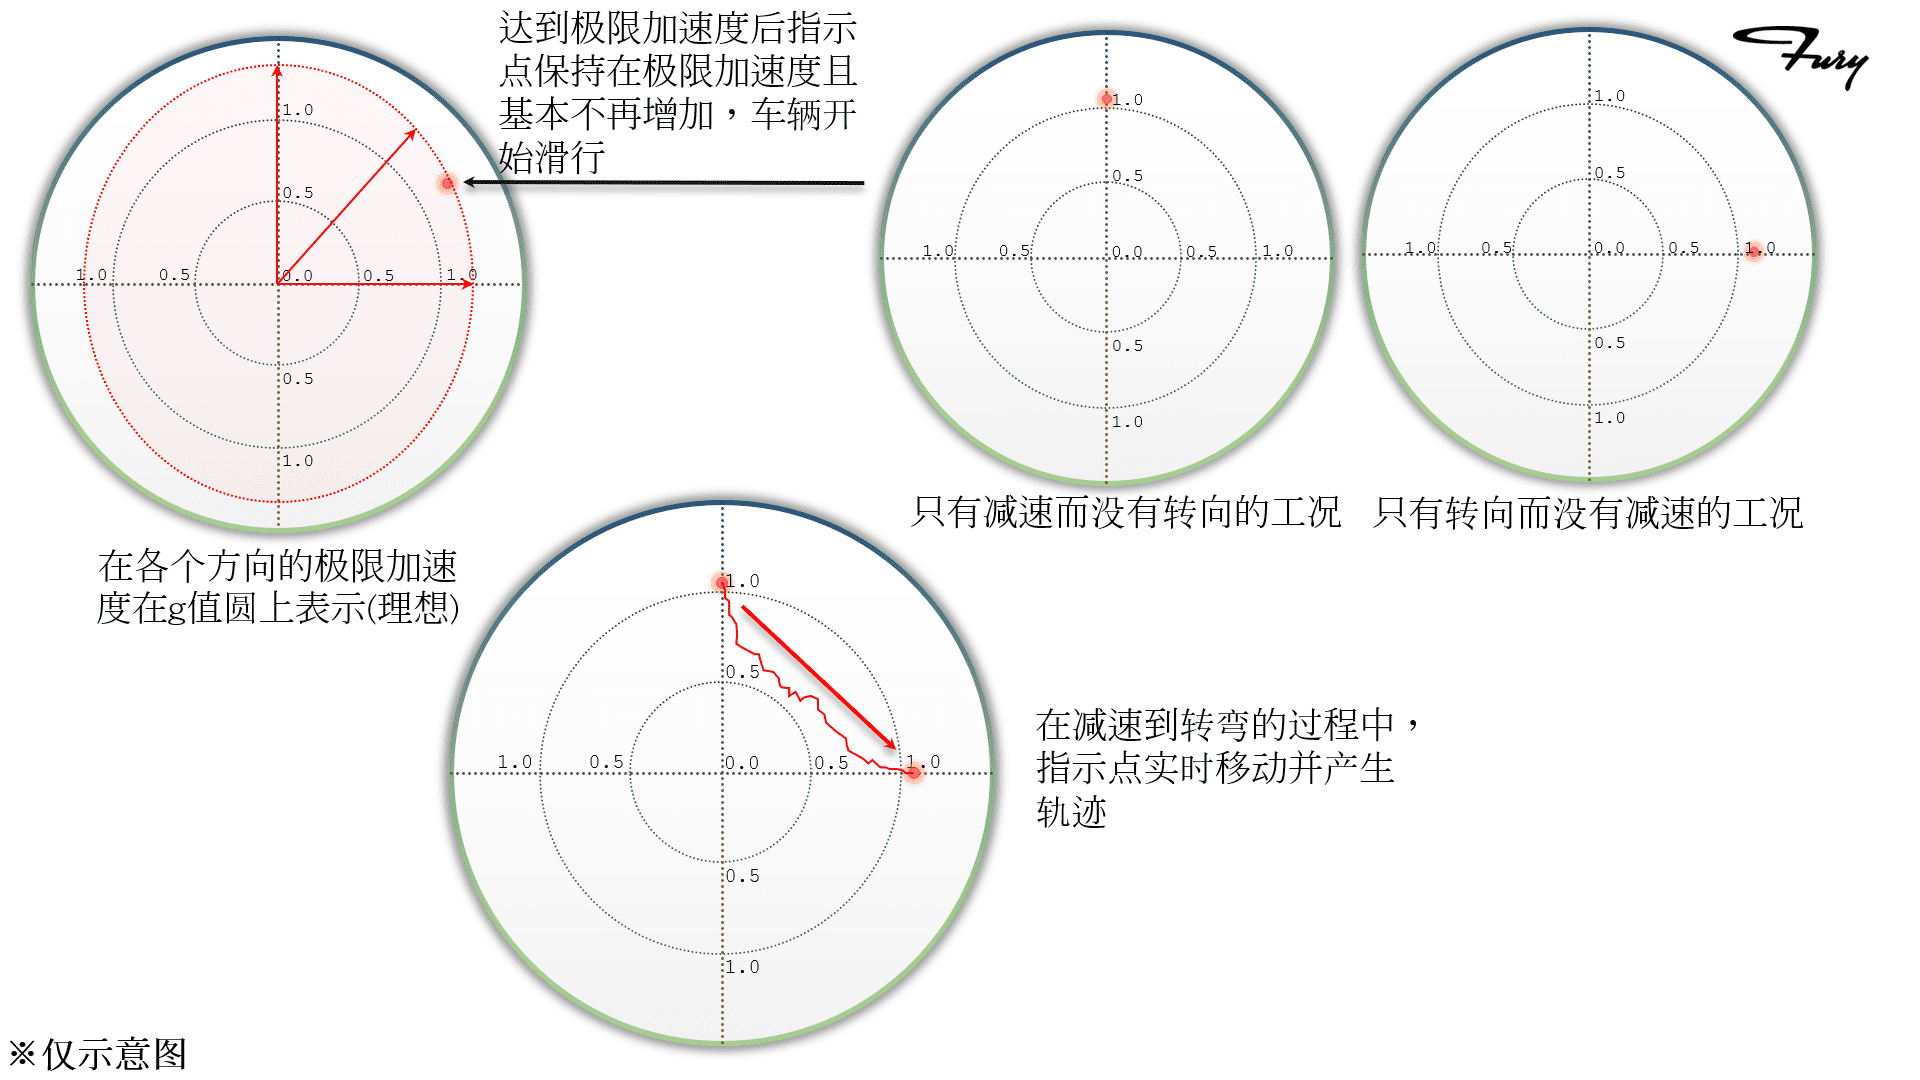 达到极限加速度后指示
点保持在极限加速度且
基本不再增加，车辆开
始滑行
Fury
1.0
0.5
1.0
0.5
0.0
0.5
1.0
0.5
1.0
在各个方向的极限加速
度在g值圆上表示(理想)
1.0
0.5
1.0
0.5
0.0
0.5
1.0
0.5
1.0
只有减速而没有转向的工况
1.0
0.5
1.0
0.5
0.0
0.5
1.0
0.5
1.0
只有转向而没有减速的工况
1.0
0.5
1.0
0.5
0.0
0.5
1.0
0.5
1.0
在减速到转弯的过程中，
指示点实时移动并产生
轨迹
※仅示意图